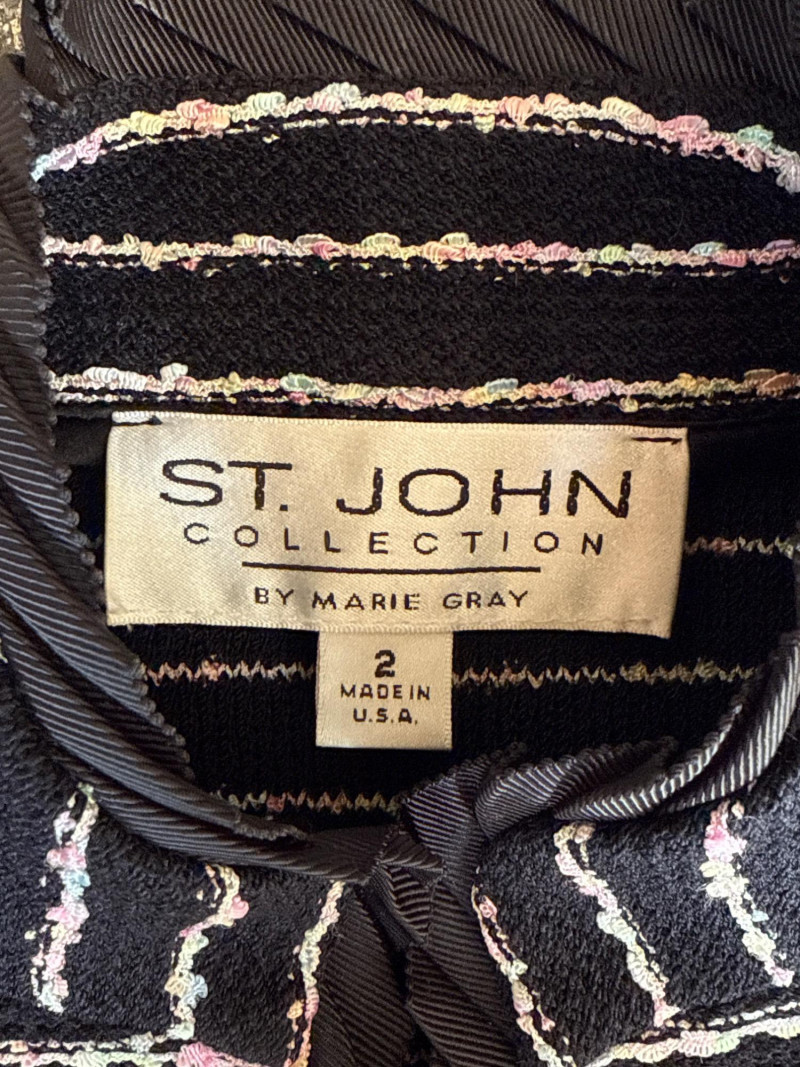 ST. JOHN
COLLECTION
BY MARIE GRAY
2
MADE IN
U.S.A.